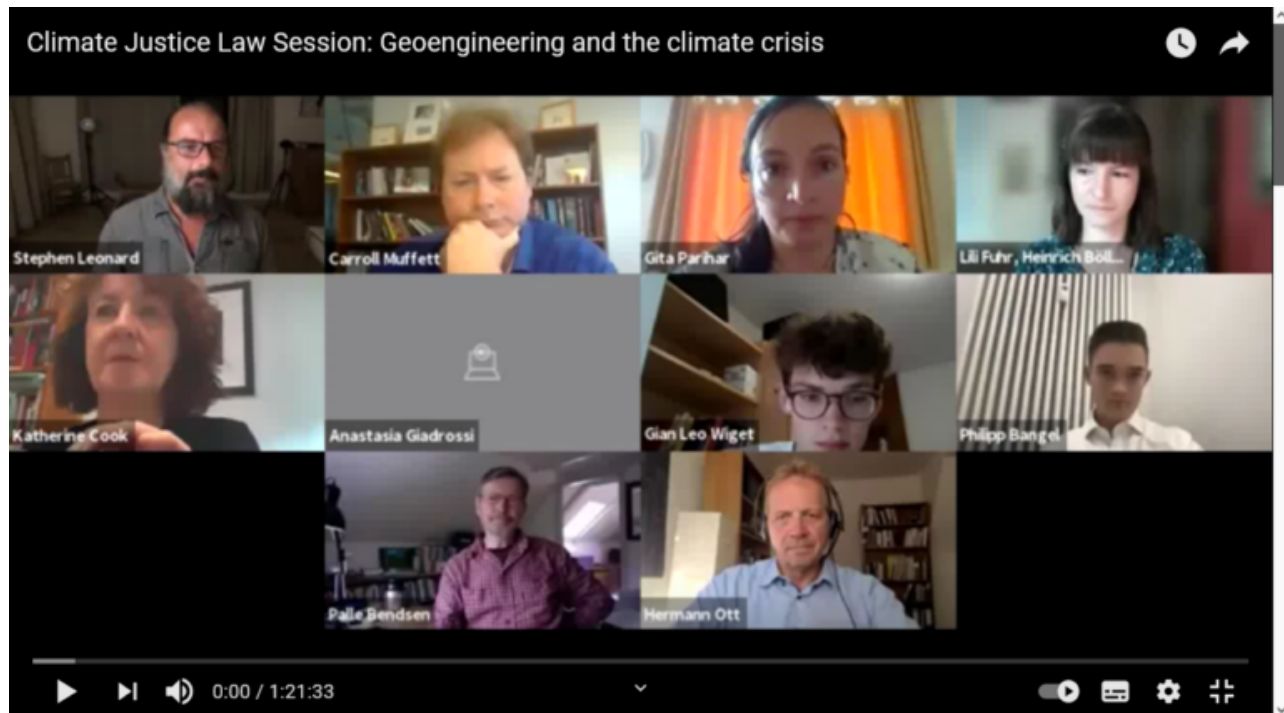 Climate Justice Law Session: Geoengineering and the climate crisis
Stephen Leonard
Carroll Muffett
Gita Parihar
Lili Fuhr, Heinrich Böll...
Katherine Cook
Anastasia Giadrossi
Gian Leo Wiget
Philipp Bangel
Palle Bendsen
Hermann Ott
0:00 / 1:21:33